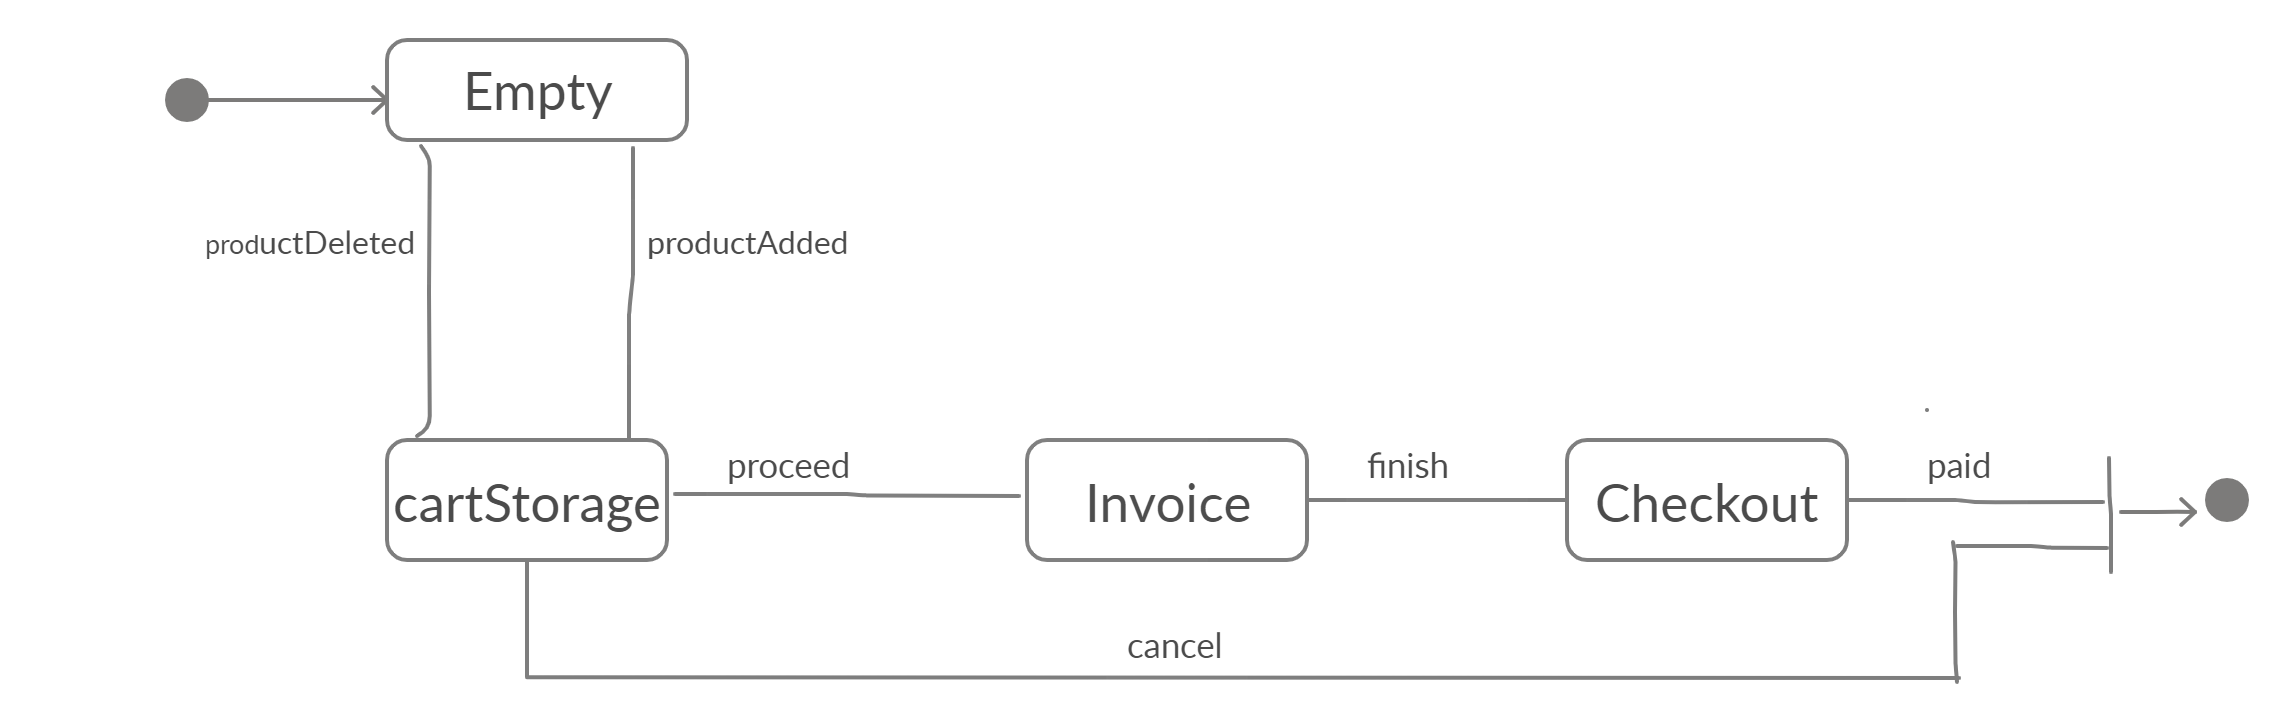 Empty
productDeleted
productAdded
cartStorage
proceed
Invoice
finish
Checkout
paid
cancel